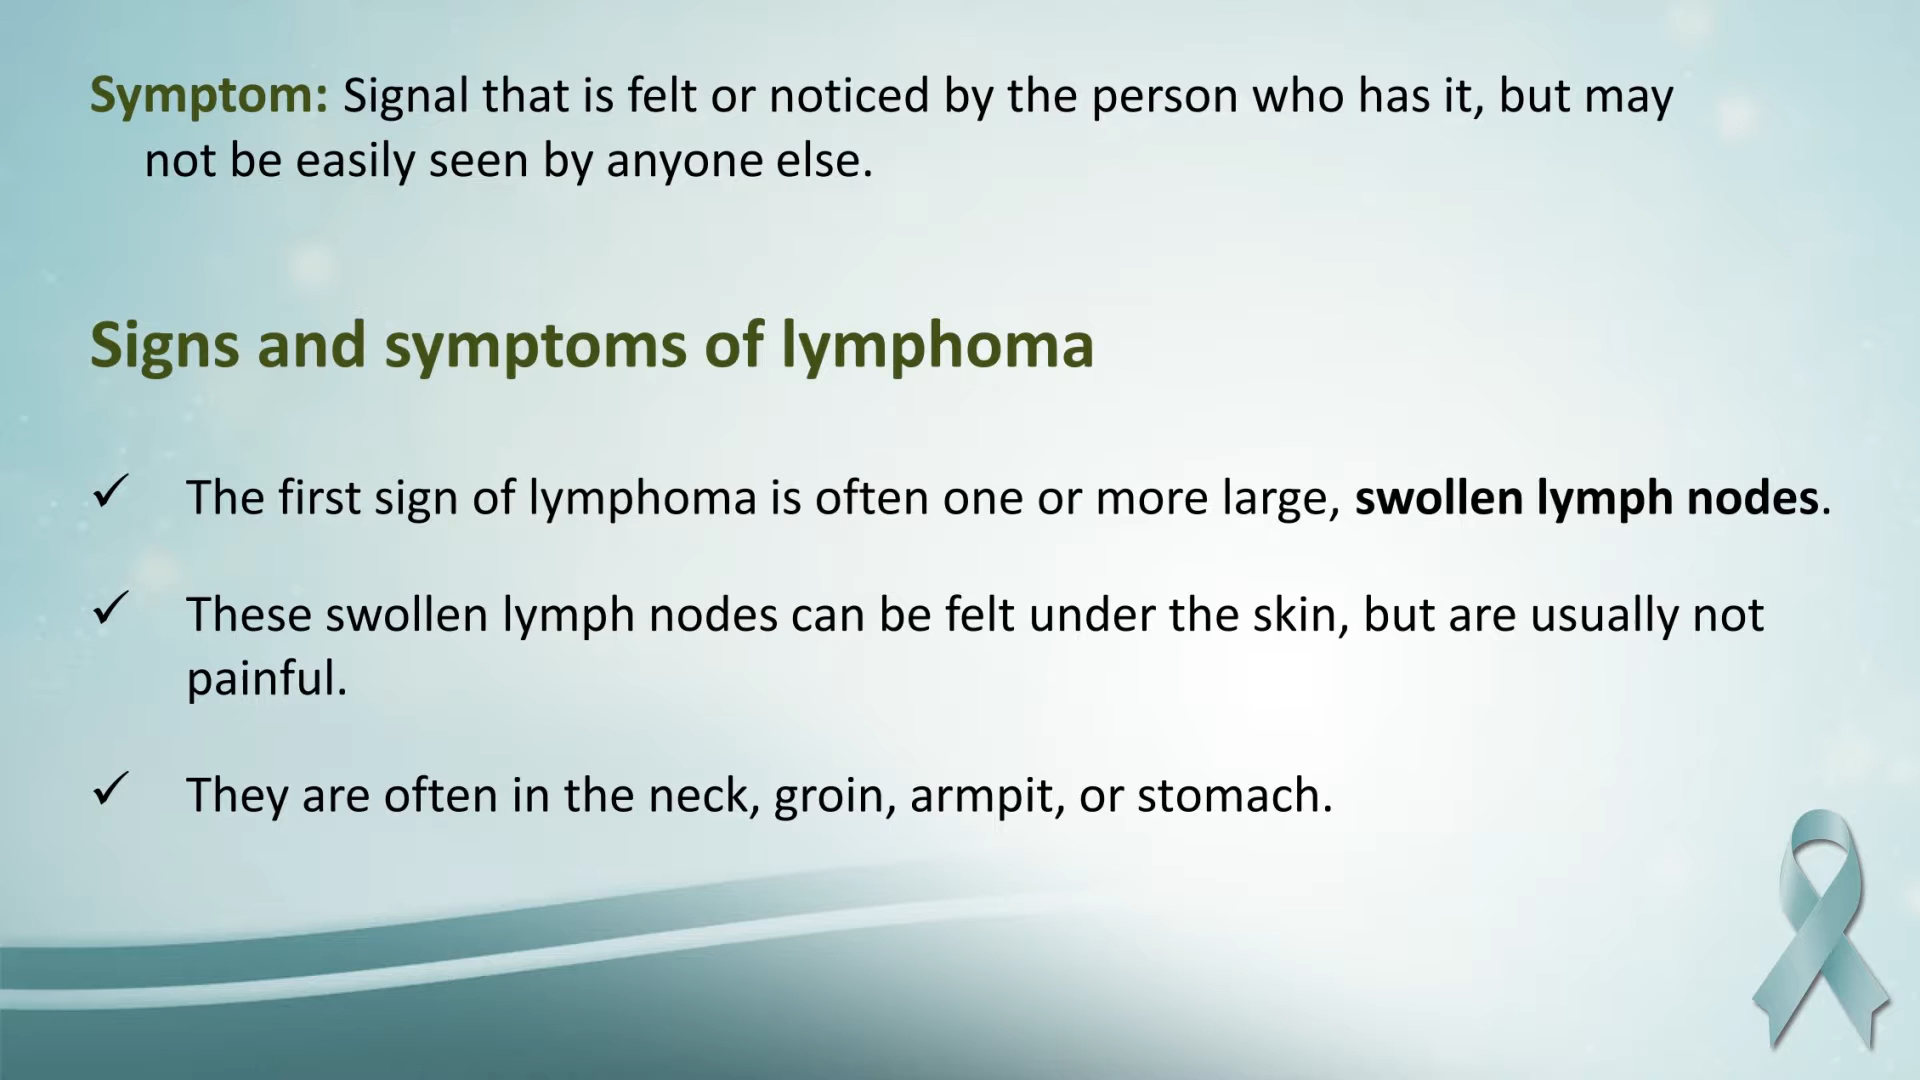 Symptom: Signal that is felt or noticed by the person who has it, but may
not be easily seen by anyone else.
Signs and symptoms of lymphoma
✓ The first sign of lymphoma is often one or more large, swollen lymph nodes.
✓ These swollen lymph nodes can be felt under the skin, but are usually not
painful.
✓ They are often in the neck, groin, armpit, or stomach.